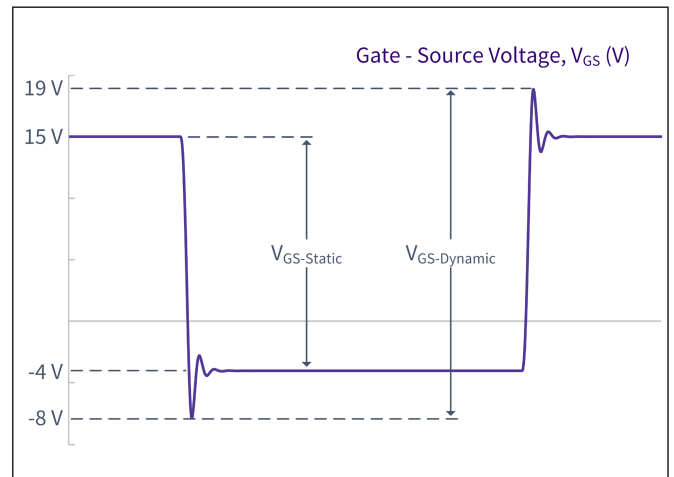 Gate - Source Voltage, VGS (V)
19 V
15 V
VGS-Static
VGS-Dynamic
-4 V
-8 V